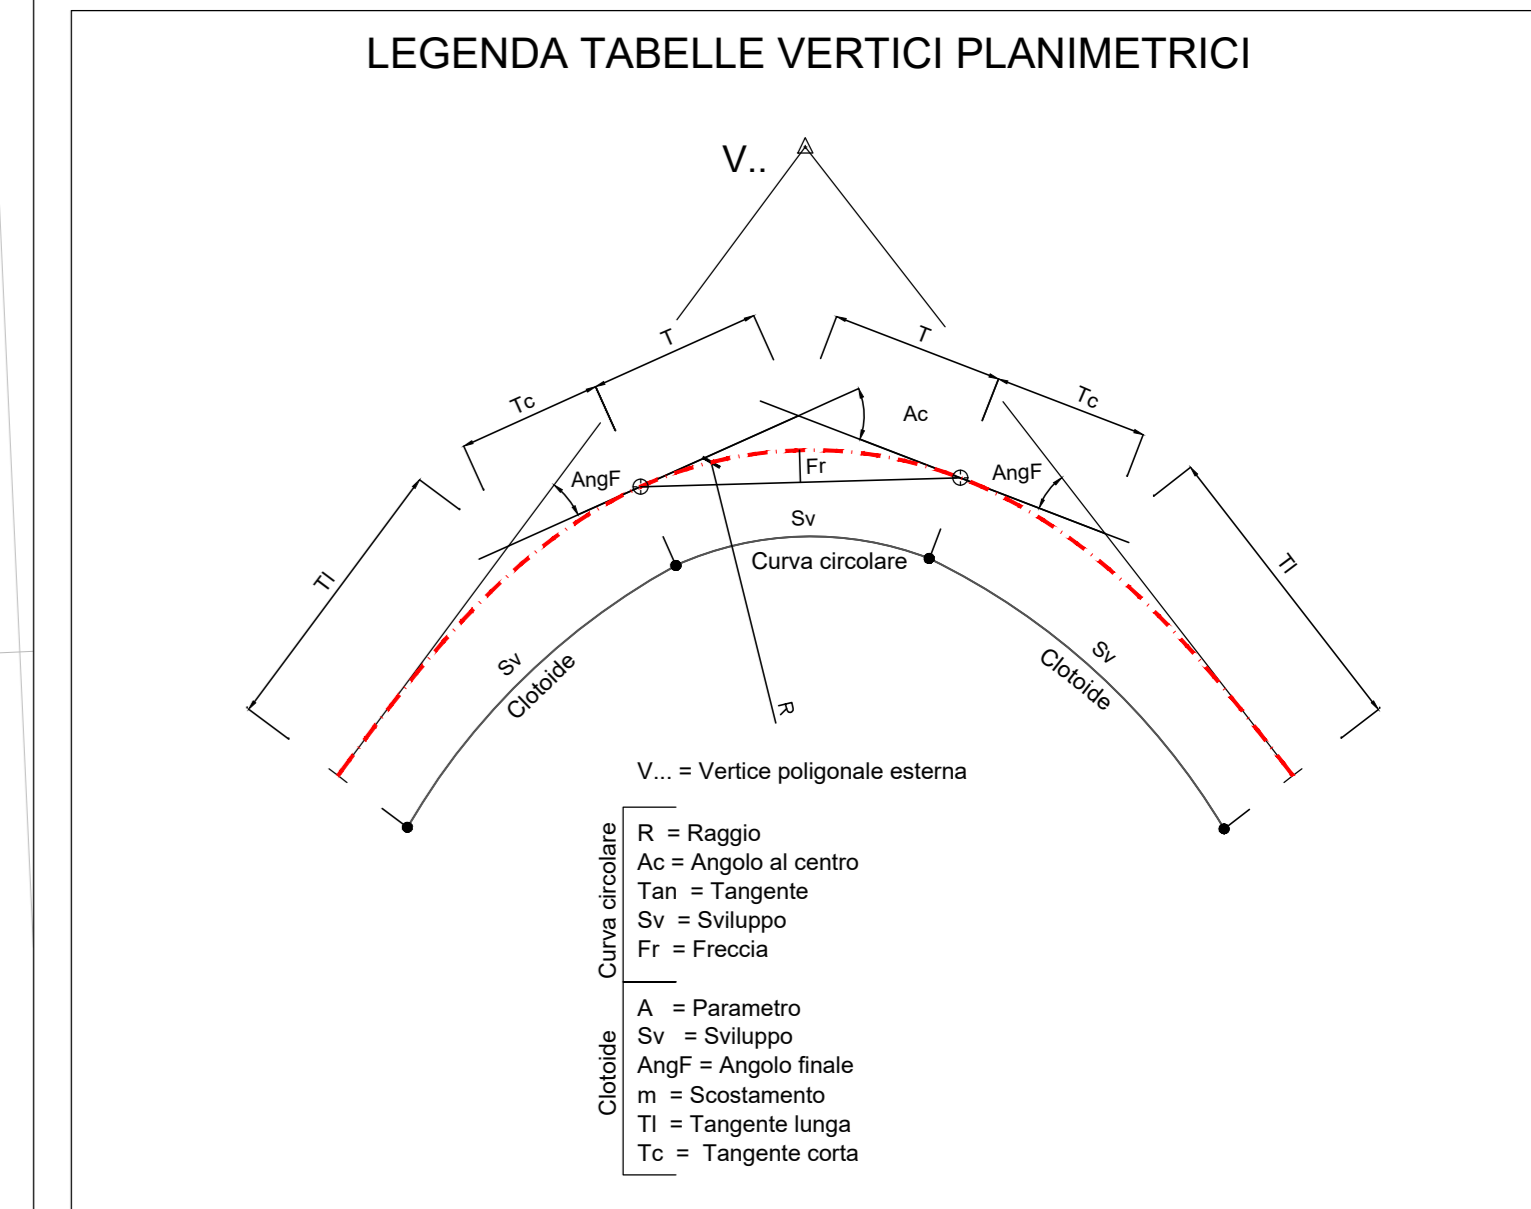 LEGENDA TABELLE VERTICI PLANIMETRICI
V..
T
T
Tc
Tc
Ac
AngF
Fr
AngF
Sv
Curva circolare
Tl
Tl
Sv
Clotoide
Sv
Clotoide
R
V... = Vertice poligonale esterna
Curva circolare
R = Raggio
Ac = Angolo al centro
Tan = Tangente
Sv = Sviluppo
Fr = Freccia
Clotoide
A = Parametro
Sv = Sviluppo
AngF = Angolo finale
m = Scostamento
Tl = Tangente lunga
Tc = Tangente corta